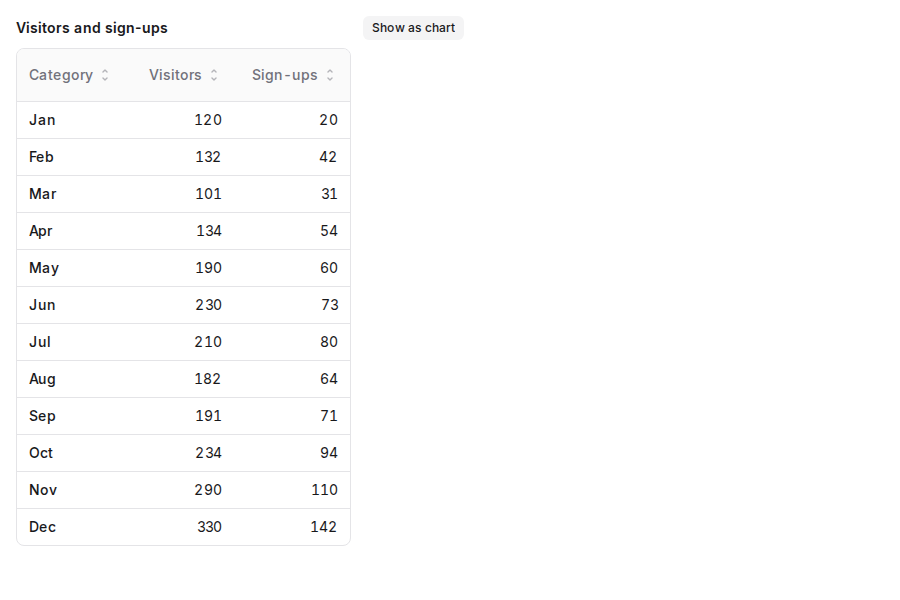 Visitors and sign-ups
Show as chart
Category Visitors Sign-ups
Jan 120 20
Feb 132 42
Mar 101 31
Apr 134 54
May 190 60
Jun 230 73
Jul 210 80
Aug 182 64
Sep 191 71
Oct 234 94
Nov 290 110
Dec 330 142